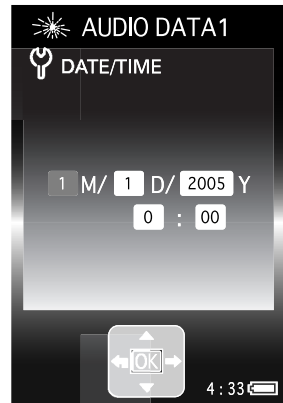 AUDIO DATA1
DATE/TIME
1 M/ 1 D/ 2005 Y
0 : 00
OK
4:33